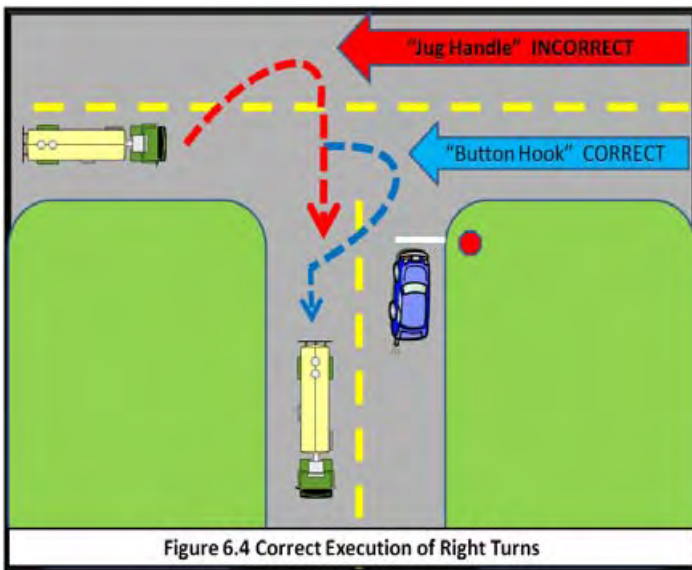 "Jug Handle" INCORRECT
"Button Hook" CORRECT
Figure 6.4 Correct Execution of Right Turns